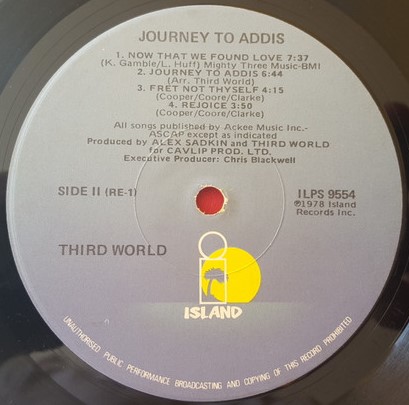 JOURNEY TO ADDIS
1. NOW THAT WE FOUND LOVE 7:37
(K. Gamble/L. Huff) Mighty Three Music-BMI
2. JOURNEY TO ADDIS 6:44
(Arr. Third World)
3. FRET NOT THYSELF 4:15
(Cooper/Coore/Clarke)
4. REJOICE 3:50
(Cooper/Coore/Clarke)
All songs published by Ackee Music Inc.-
ASCAP except as indicated
Produced by ALEX SADKIN and THIRD WORLD
for CAVLIP PROD. LTD.
Executive Producer: Chris Blackwell
SIDE II (RE-1)
ILPS 9554
℗1978 Island
Records Inc.
THIRD WORLD
ISLAND
UNAUTHORISED PUBLIC PERFORMANCE BROADCASTING AND COPYING OF THIS RECORD PROHIBITED